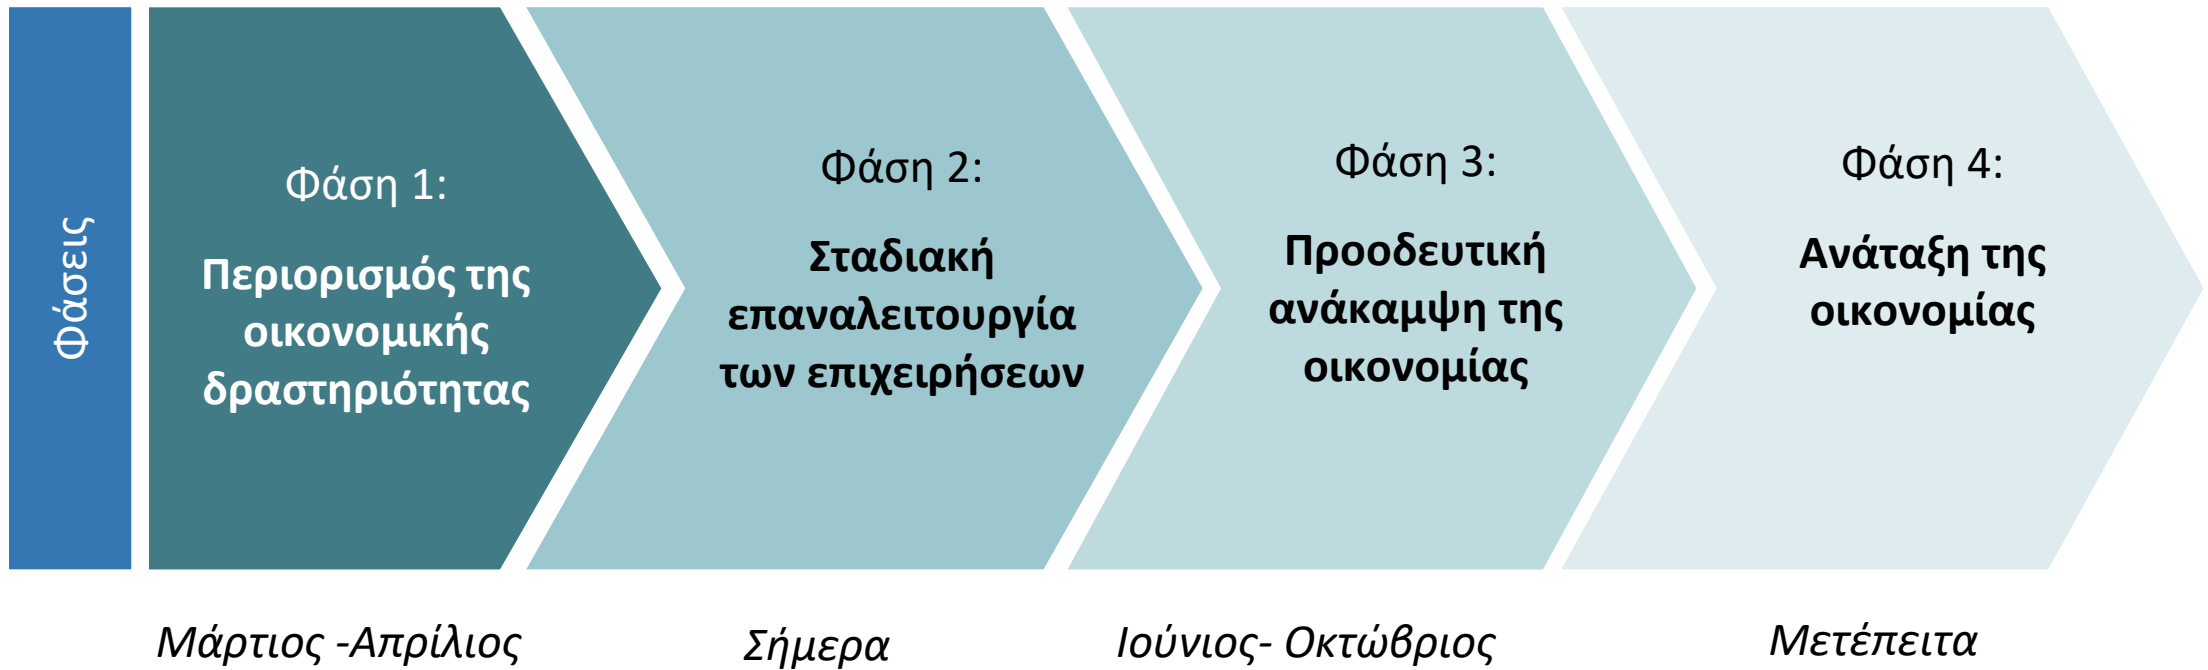 Φάσεις
Φάση 1:
Περιορισμός της
οικονομικής
δραστηριότητας
Φάση 2:
Σταδιακή
επαναλειτουργία
των επιχειρήσεων
Φάση 3:
Προοδευτική
ανάκαμψη της
οικονομίας
Φάση 4:
Ανάταξη της
οικονομίας
Μάρτιος -Απρίλιος
Σήμερα
Ιούνιος- Οκτώβριος
Μετέπειτα